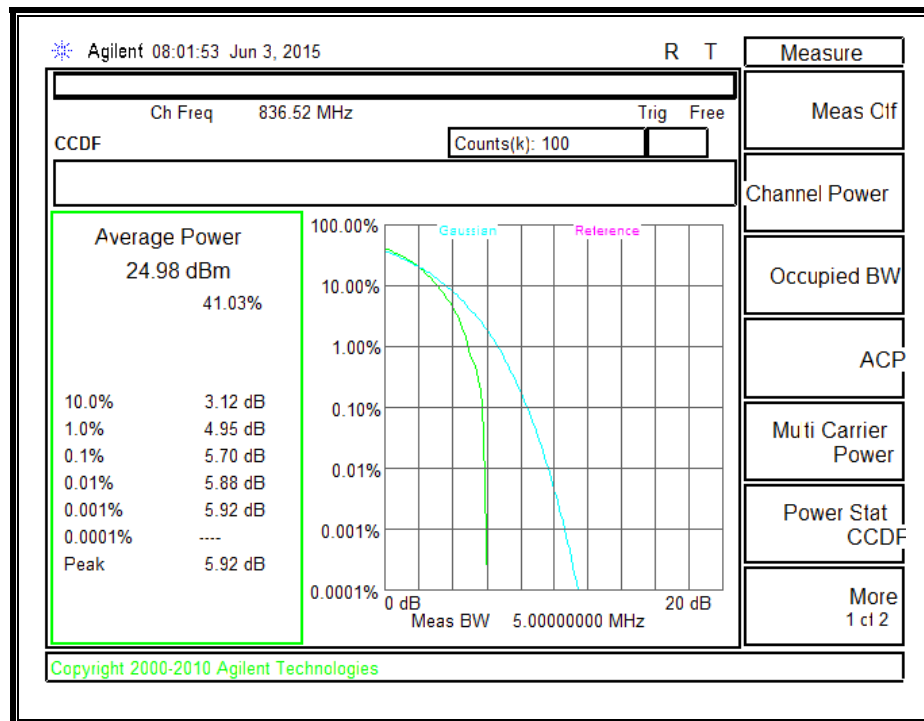 Agilent 08:01:53 Jun 3, 2015 R T
Ch Freq 836.52 MHz Trig Free
CCDF Counts(k): 100
Average Power
24.98 dBm
41.03%
10.0% 3.12 dB
1.0% 4.95 dB
0.1% 5.70 dB
0.01% 5.88 dB
0.001% 5.92 dB
0.0001% ----
Peak 5.92 dB
Gaussian Reference
100.00%
10.00%
1.00%
0.10%
0.01%
0.001%
0.0001%
0 dB 20 dB
Meas BW 5.00000000 MHz
Measure
Meas Off
Channel Power
Occupied BW
ACP
Multi Carrier
Power
Power Stat
CCDF
More
1 of 2
Copyright 2000-2010 Agilent Technologies